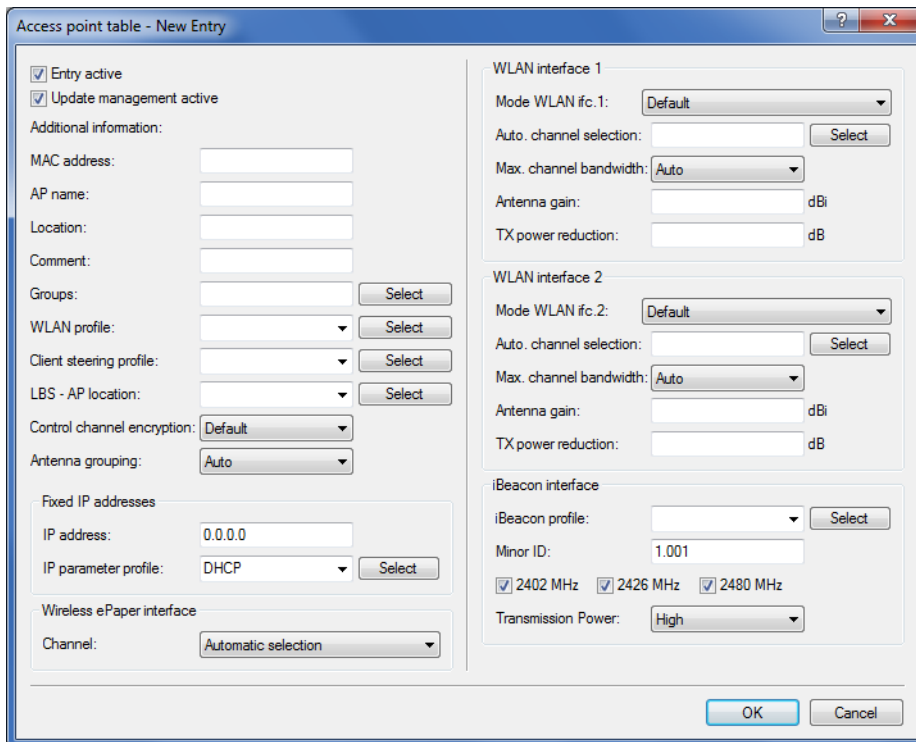 Access point table - New Entry
?
X
Entry active
Update management active
Additional information:
MAC address:
AP name:
Location:
Comment:
Groups: Select
WLAN profile: Select
Client steering profile: Select
LBS - AP location: Select
Control channel encryption: Default
Antenna grouping: Auto
Fixed IP addresses
IP address: 0.0.0.0
IP parameter profile: DHCP Select
Wireless ePaper interface
Channel: Automatic selection
WLAN interface 1
Mode WLAN ifc.1: Default
Auto. channel selection: Select
Max. channel bandwidth: Auto
Antenna gain: dBi
TX power reduction: dB
WLAN interface 2
Mode WLAN ifc.2: Default
Auto. channel selection: Select
Max. channel bandwidth: Auto
Antenna gain: dBi
TX power reduction: dB
iBeacon interface
iBeacon profile: Select
Minor ID: 1.001
2402 MHz 2426 MHz 2480 MHz
Transmission Power: High
OK Cancel